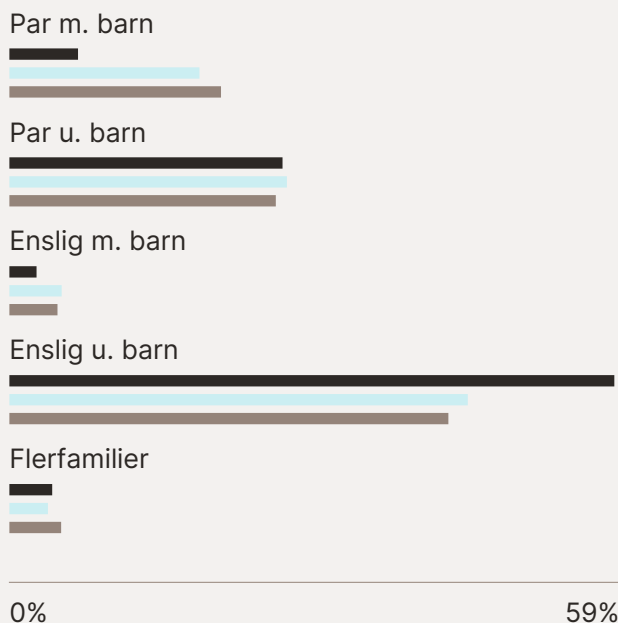 Par m. barn
Par u. barn
Enslig m. barn
Enslig u. barn
Flerfamilier
0% 59%